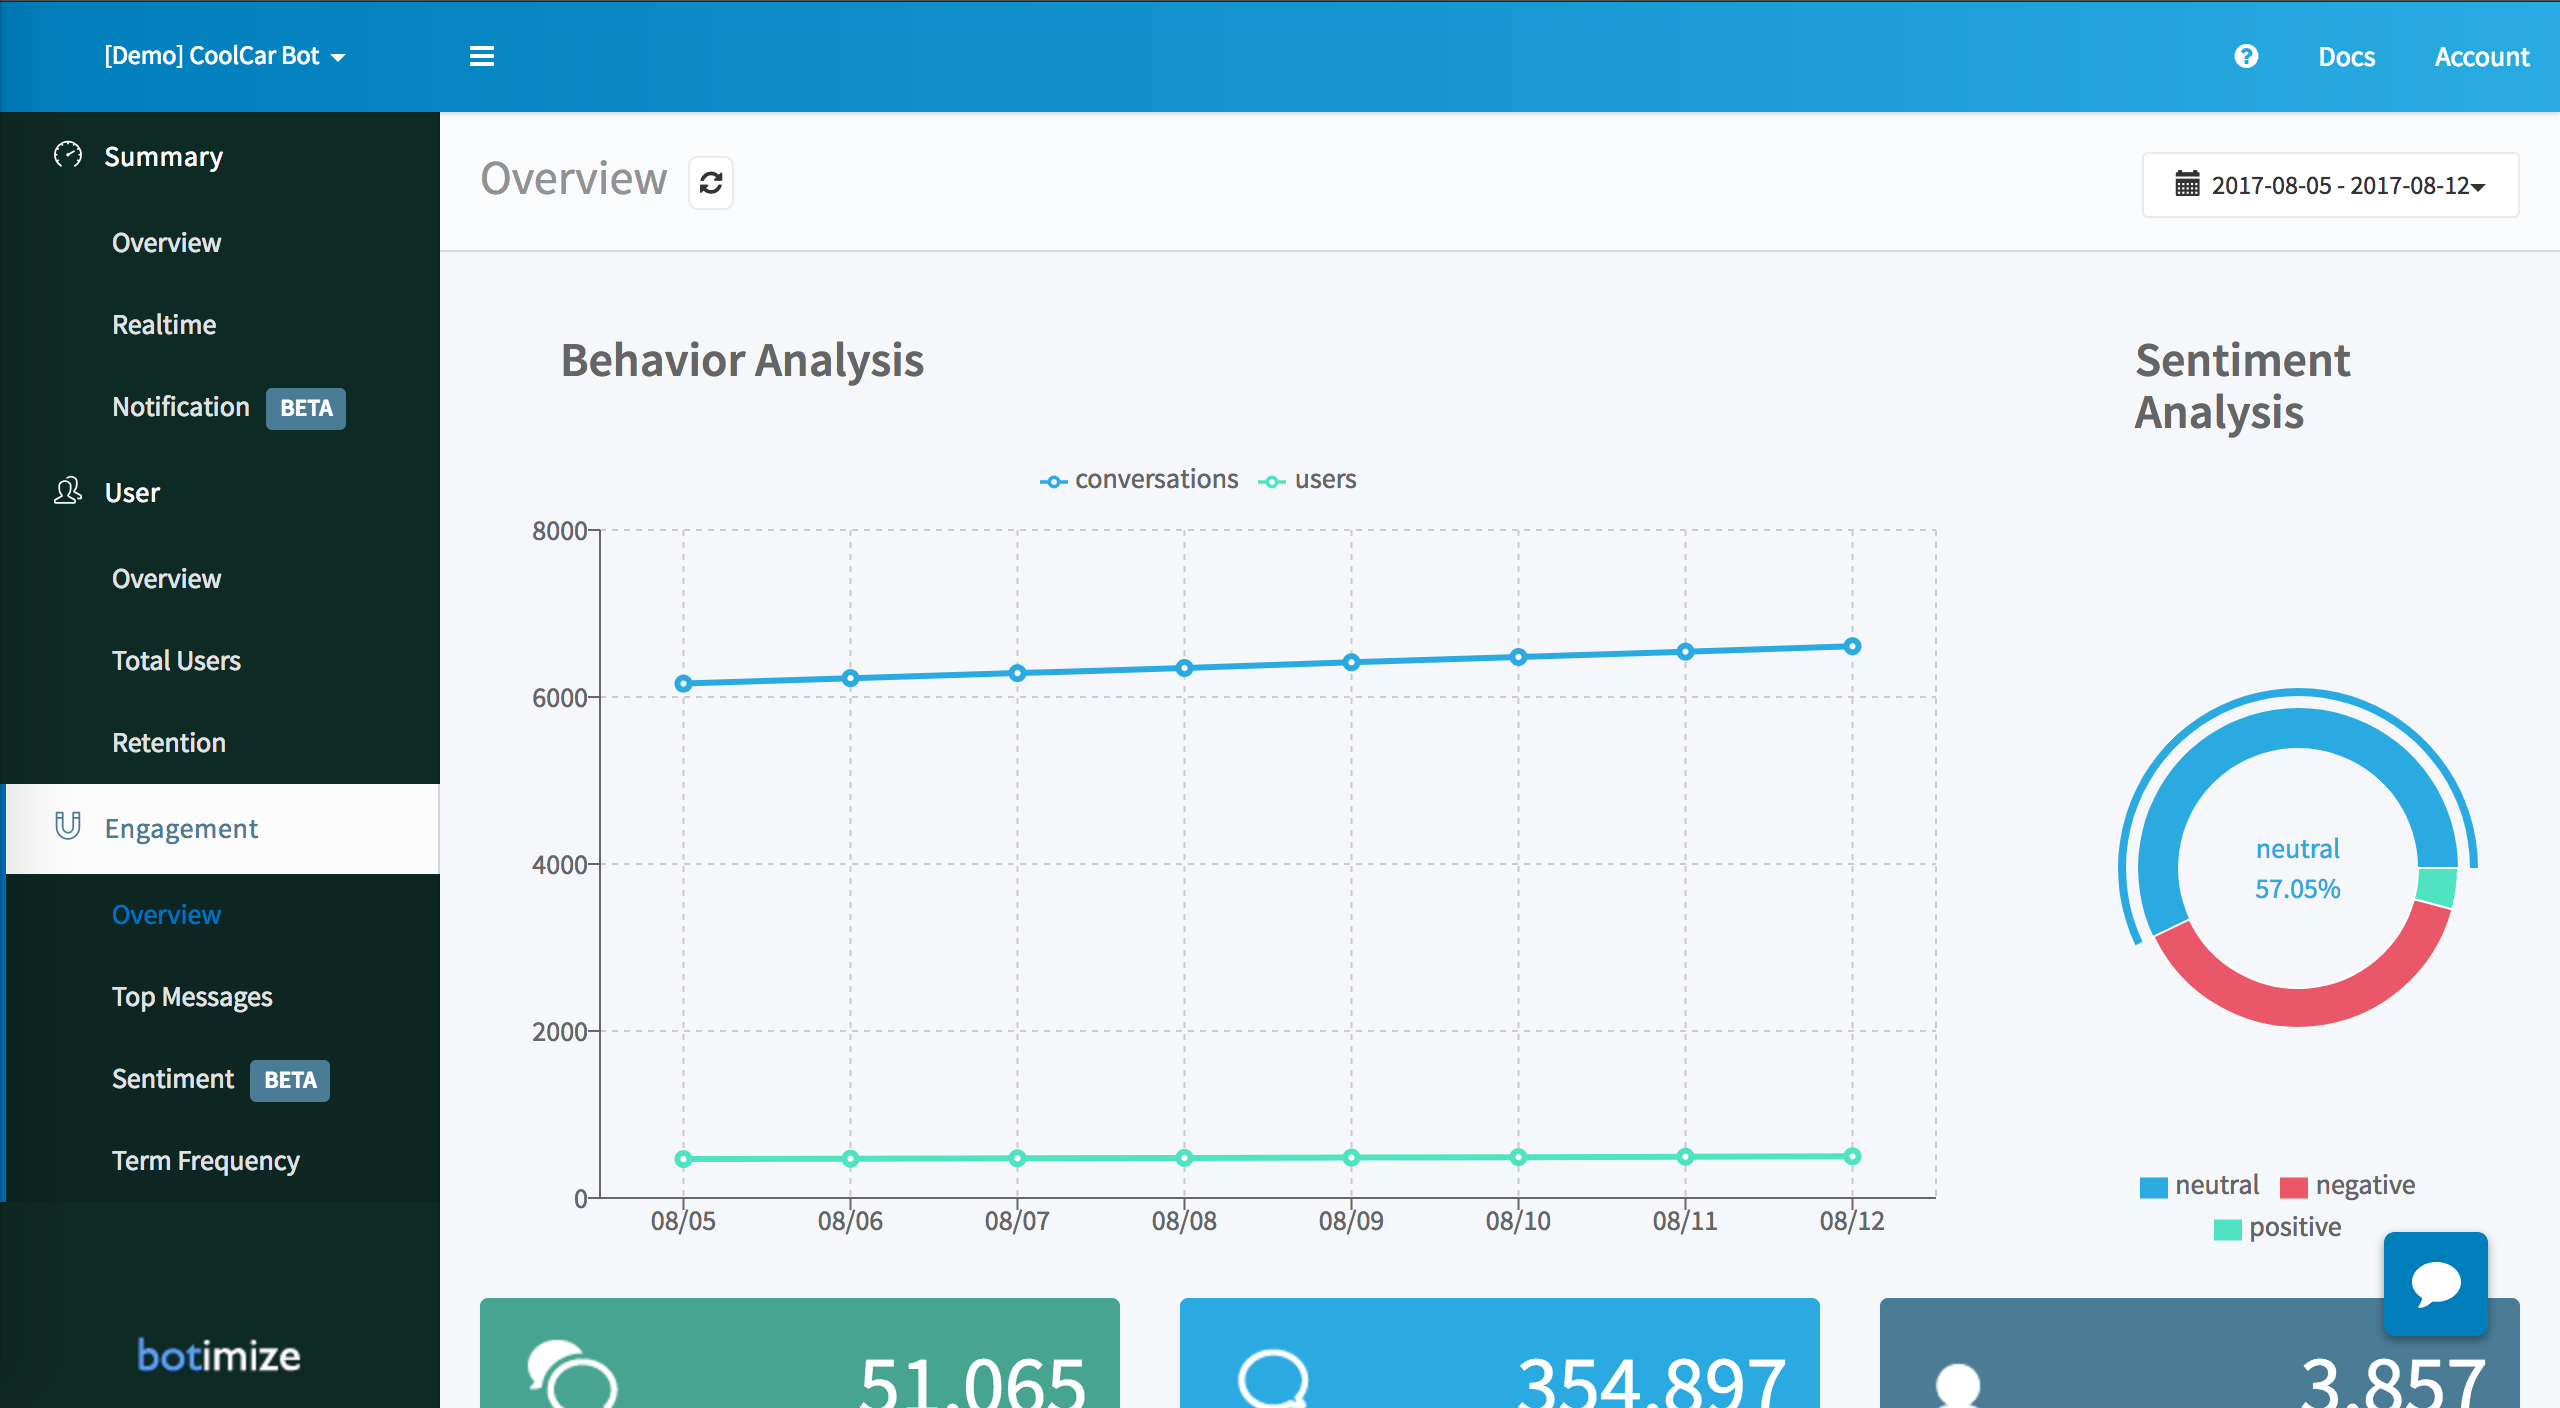 [Demo] CoolCar Bot
Docs
Account
Summary
Overview
Realtime
Notification BETA
User
Overview
Total Users
Retention
Engagement
Overview
Top Messages
Sentiment BETA
Term Frequency
botimize
Overview
2017-08-05 - 2017-08-12
Behavior Analysis
conversations users
8000
6000
4000
2000
0
08/05 08/06 08/07 08/08 08/09 08/10 08/11 08/12
Sentiment
Analysis
neutral
57.05%
neutral negative
positive
51,065
354,897
3,857